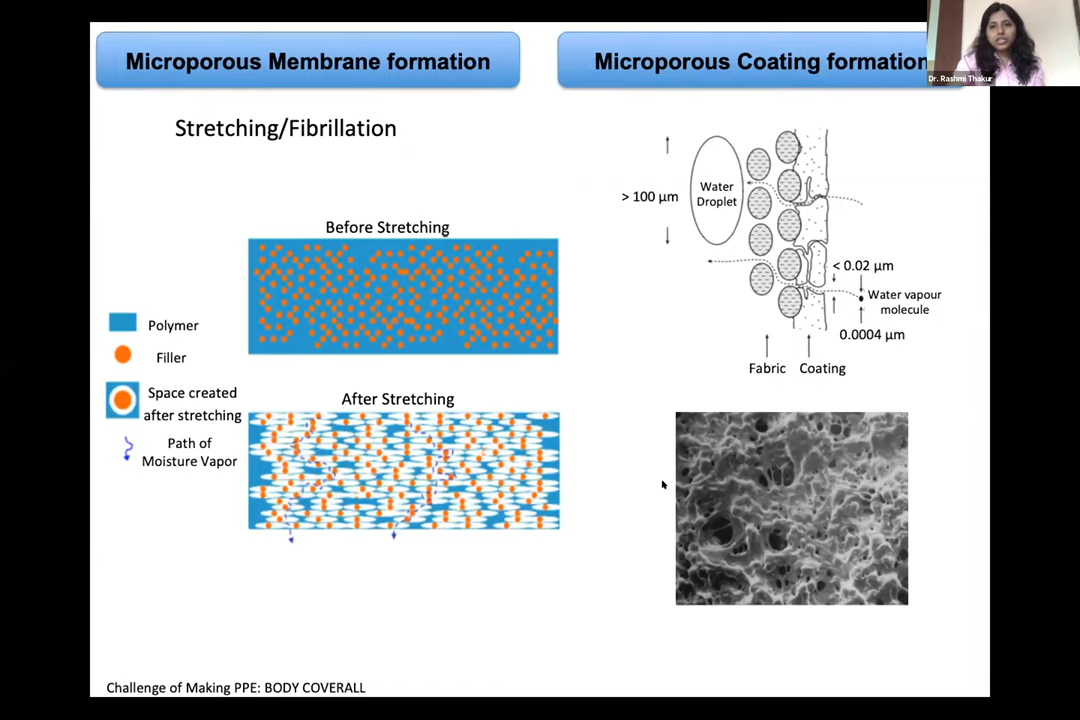 Microporous Membrane formation
Microporous Coating formation
Dr. Rashmi Thakur
Stretching/Fibrillation
Before Stretching
Polymer
Filler
Space created
after stretching
Path of
Moisture Vapor
After Stretching
> 100 µm
Water
Droplet
< 0.02 µm
Water vapour
molecule
0.0004 µm
Fabric
Coating
Challenge of Making PPE: BODY COVERALL